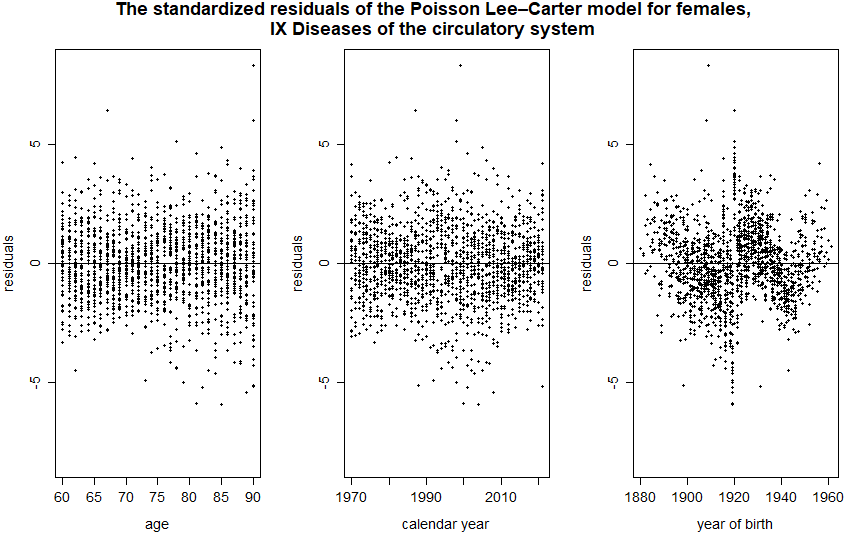 The standardized residuals of the Poisson Lee–Carter model for females,
IX Diseases of the circulatory system
residuals
5
0
-5
60 65 70 75 80 85 90
age
residuals
5
0
-5
1970 1990 2010
calendar year
residuals
5
0
-5
1880 1900 1920 1940 1960
year of birth